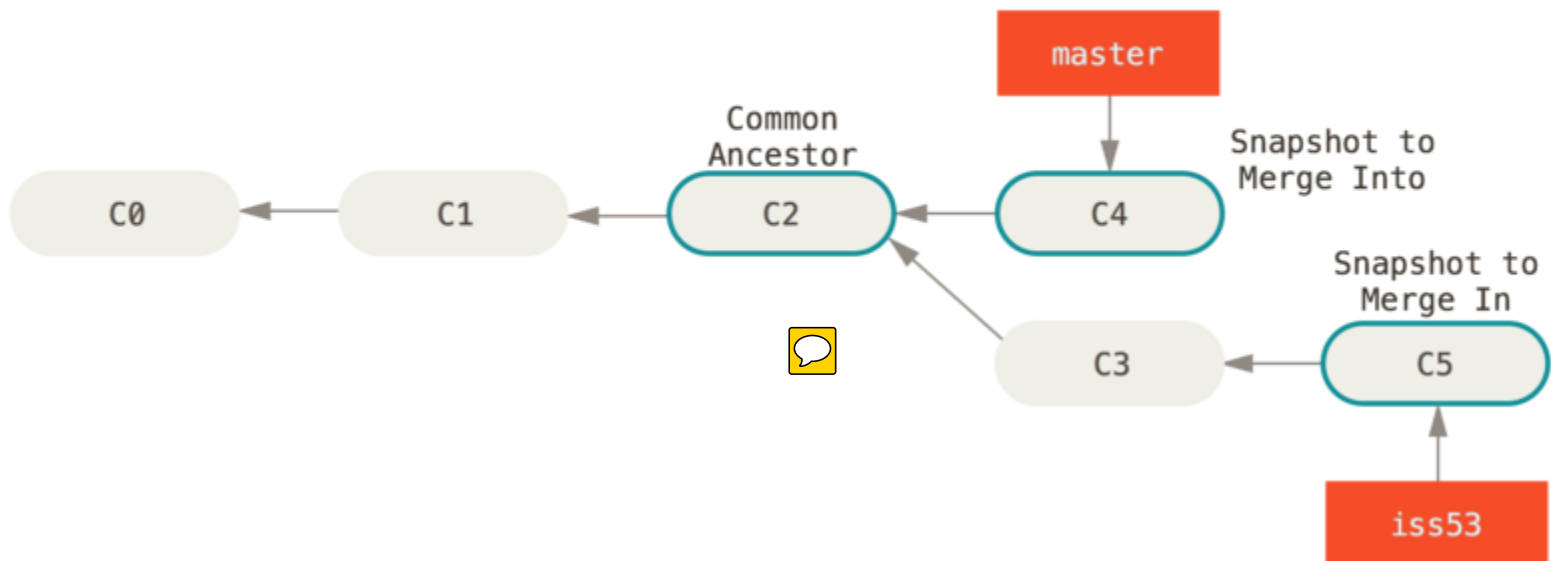 master
Common
Ancestor
Snapshot to
Merge Into
C0
C1
C2
C4
Snapshot to
Merge In
C3
C5
iss53